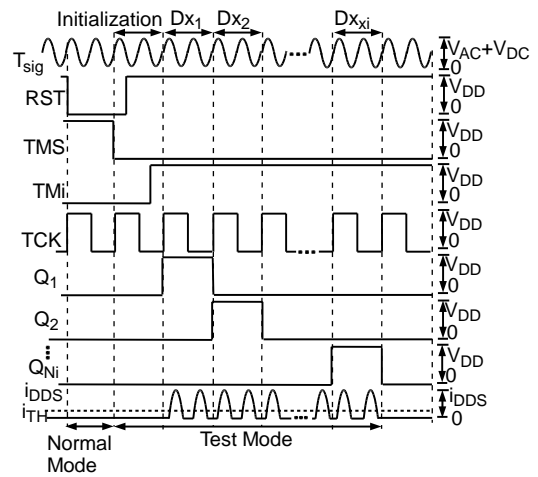 Initialization Dx1 Dx2 Dxxi
Tsig VAC+VDC
0
RST VDD
0
TMS VDD
0
TMi VDD
0
TCK VDD
0
Q1 VDD
0
Q2 VDD
0
QNi VDD
0
iDDS iDDS
iTH 0
Normal Mode
Test Mode